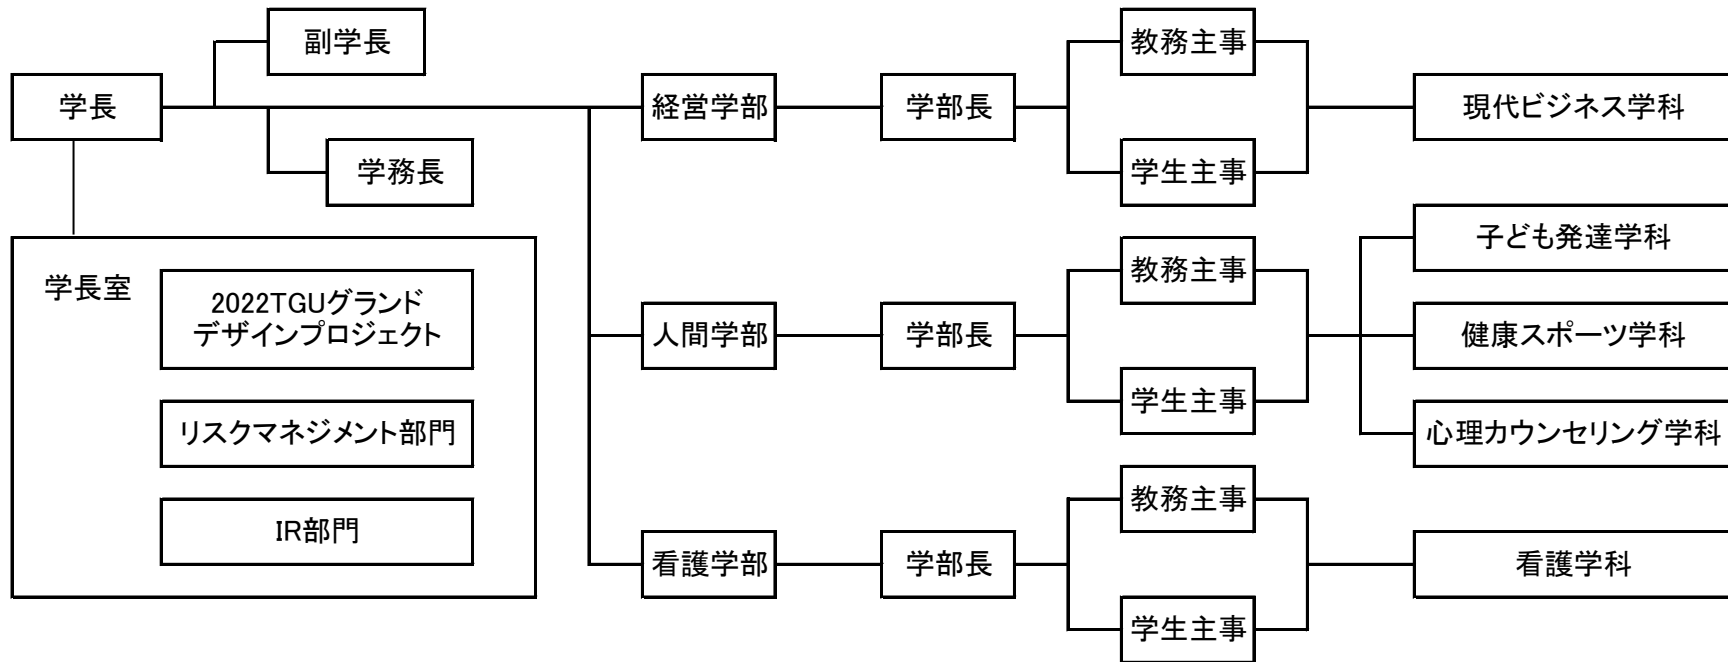 副学長
教務主事
学長
経営学部
学部長
現代ビジネス学科
学務長
学生主事
子ども発達学科
学長室
2022TGUグランド
デザインプロジェクト
教務主事
人間学部
学部長
健康スポーツ学科
学生主事
リスクマネジメント部門
心理カウンセリング学科
教務主事
IR部門
看護学部
学部長
看護学科
学生主事